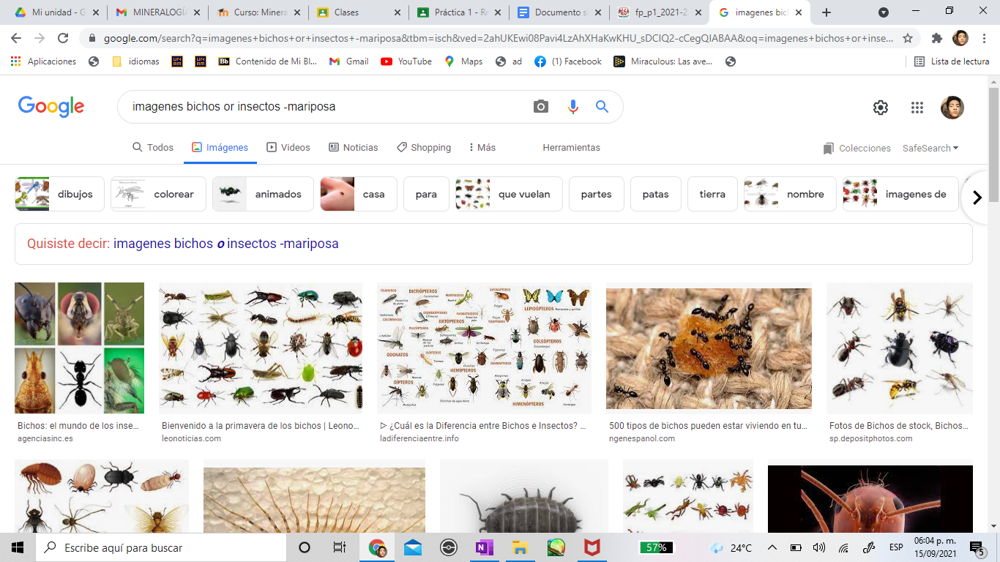 Mi unidad - G
MINERALOGÍA
Curso: Minera
Clases
Práctica 1 - Re
Documento si
fp_p1_2021-2
imagenes bich
google.com/search?q=imagenes+bichos+or+insectos+-mariposa&tbm=isch&ved=2ahUKEwi08Pavi4LzAhXHaKwKHU_sDCIQ2-cCegQIABAA&oq=imagenes+bichos+or+inse...
Aplicaciones
idiomas
Contenido de Mi Bl...
Gmail
YouTube
Maps
ad
(1) Facebook
Miraculous: Las ave...
Lista de lectura
Google
imagenes bichos or insectos -mariposa
Todos
Imágenes
Videos
Noticias
Shopping
Más
Herramientas
Colecciones
SafeSearch
dibujos
colorear
animados
casa
para
que vuelan
partes
patas
tierra
nombre
imagenes de
Quisiste decir: imagenes bichos o insectos -mariposa
DICTIÓPTEROS
LEPIDÓPTEROS
ORTÓPTEROS
COLEÓPTEROS
ODONATOS
HEMÍPTEROS
DÍPTEROS
HIMENÓPTEROS
Bichos: el mundo de los inse...
agenciasinc.es
Bienvenido a la primavera de los bichos | Leono...
leonoticias.com
ᐅ ¿Cuál es la Diferencia entre Bichos e Insectos? ...
ladiferenciaentre.info
500 tipos de bichos pueden estar viviendo en tu...
ngenespanol.com
Fotos de Bichos de stock, Bichos...
sp.depositphotos.com
Escribe aquí para buscar
57%
24°C
ESP
06:04 p. m.
15/09/2021
5